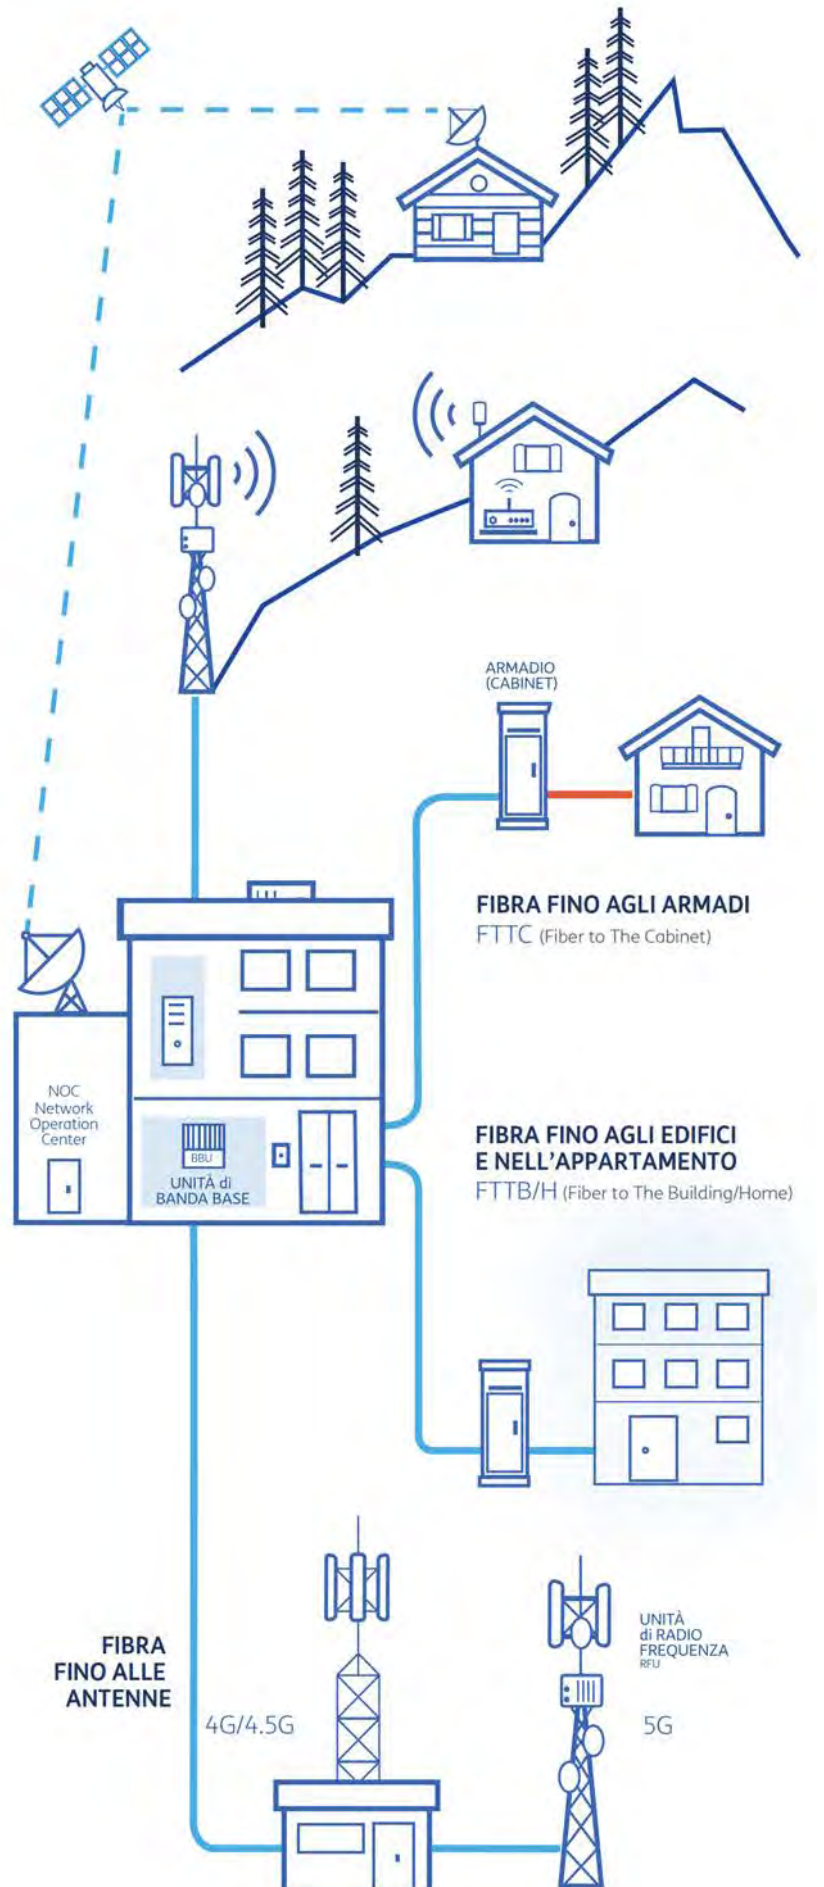 ARMADIO
(CABINET)
FIBRA FINO AGLI ARMADI
FTTC (Fiber to The Cabinet)
NOC
Network
Operation
Center
BBU
UNITÀ di
BANDA BASE
FIBRA FINO AGLI EDIFICI
E NELL'APPARTAMENTO
FTTB/H (Fiber to The Building/Home)
FIBRA
FINO ALLE
ANTENNE
4G/4.5G
UNITÀ
di RADIO
FREQUENZA
RFU
5G